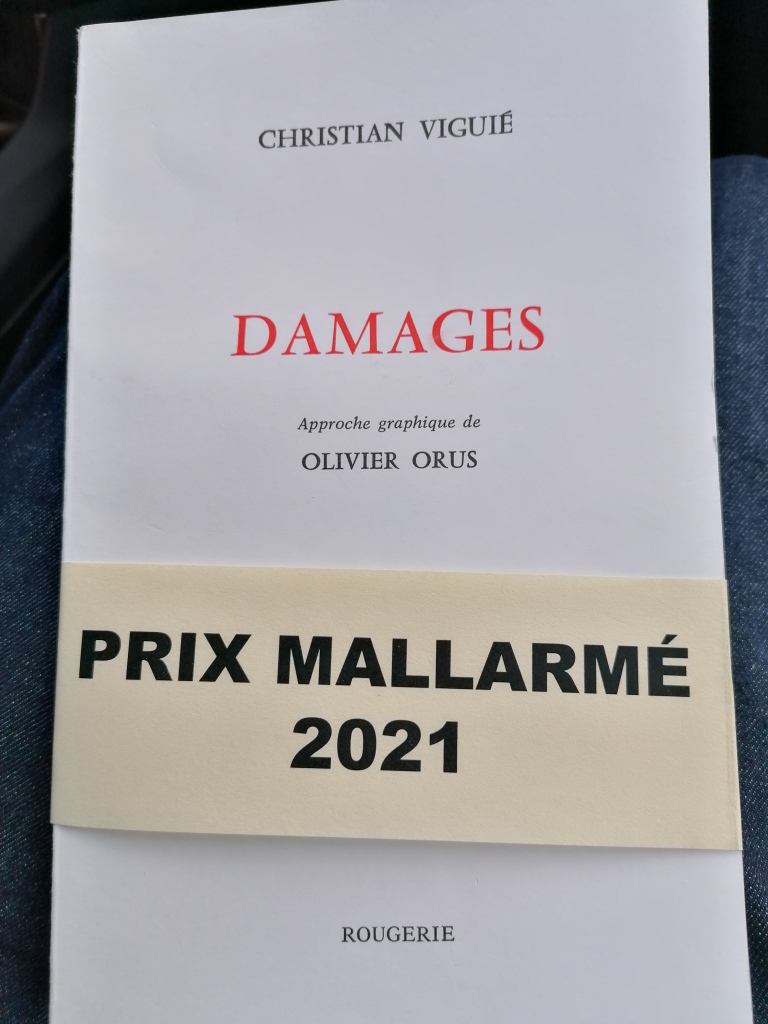 CHRISTIAN VIGUIÉ
DAMAGES
Approche graphique de
OLIVIER ORUS
PRIX MALLARMÉ
2021
ROUGERIE